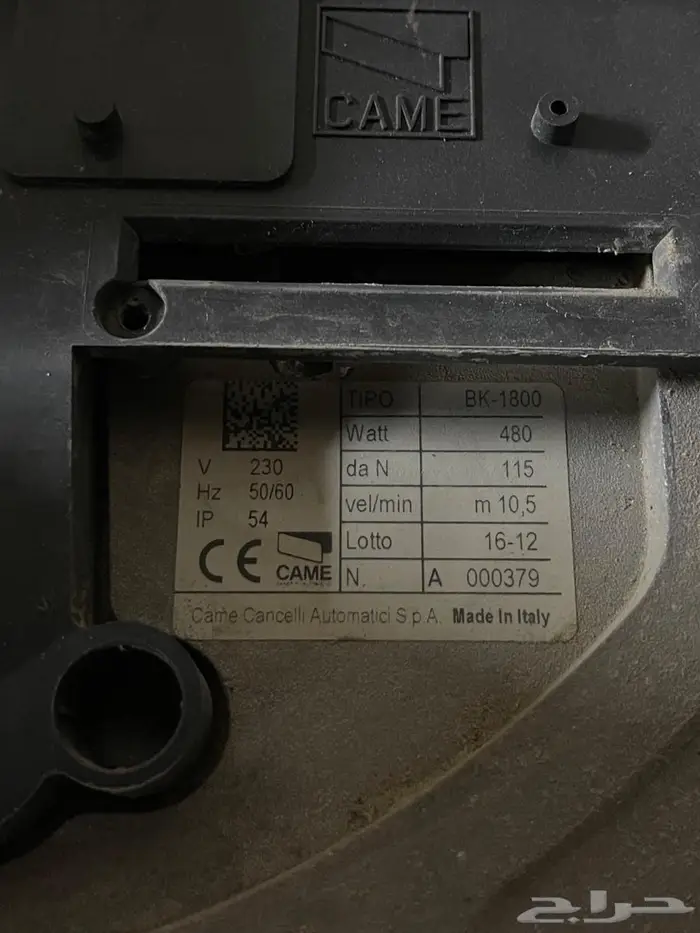 CAME
TIPO BK-1800
Watt 480
V 230
da N 115
Hz 50/60
vel/min m 10,5
IP 54
Lotto 16-12
CE CAME
N. A 000379
Came Cancelli Automatici S.p.A. Made In Italy
حراج